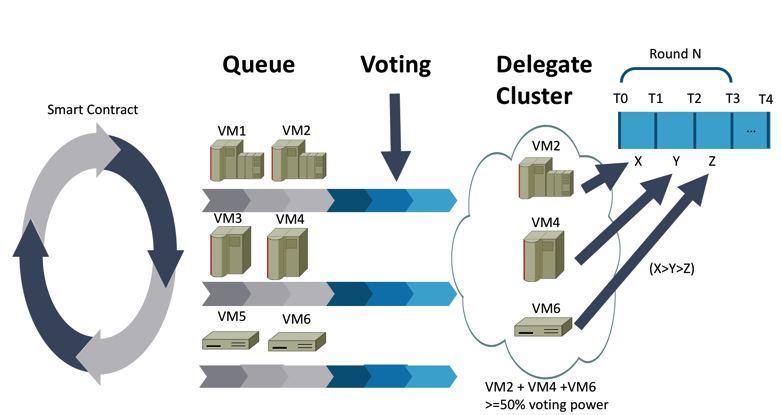 Queue
Voting
Delegate
Cluster
Round N
T0
T1
T2
T3
T4
...
Smart Contract
VM1
VM2
VM2
X
Y
Z
VM3
VM4
VM4
(X>Y>Z)
VM5
VM6
VM6
VM2 + VM4 +VM6
>=50% voting power